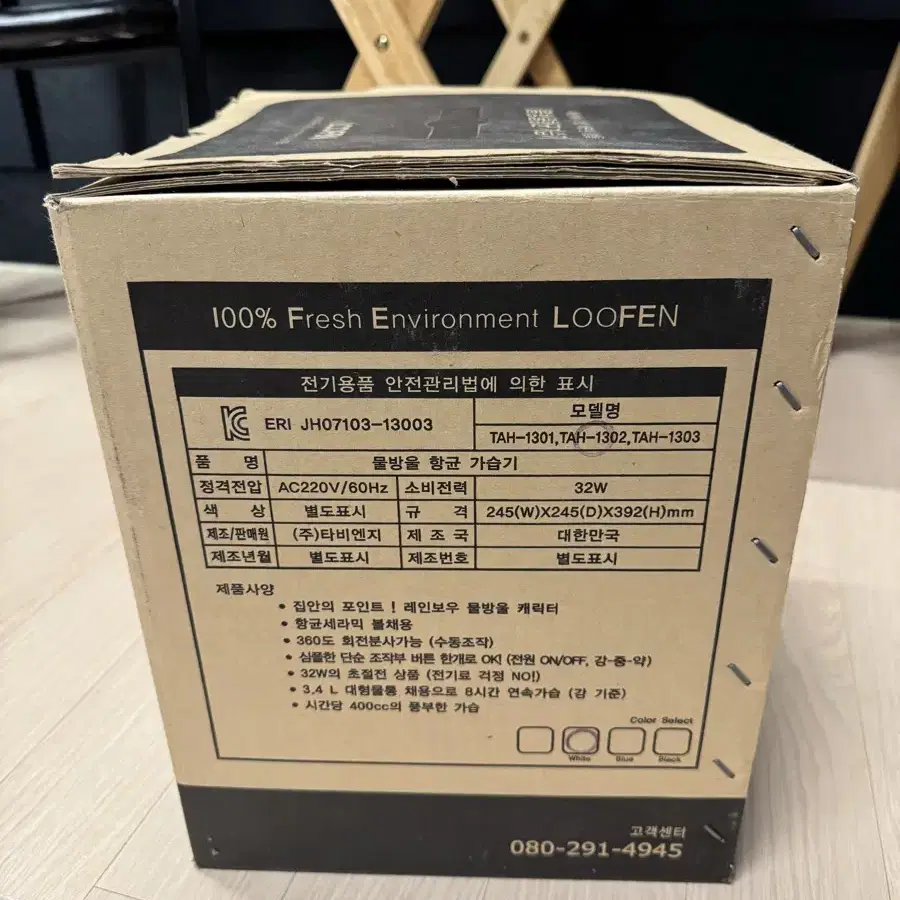 100% Fresh Environment LOOFEN
전기용품 안전관리법에 의한 표시
ERI JH07103-13003
모델명
TAH-1301,TAH-1302,TAH-1303
품 명 물방울 항균 가습기
정격전압 AC220V/60Hz 소비전력 32W
색 상 별도표시 규 격 245(W)X245(D)X392(H)mm
제조/판매원 (주)타비엔지 제 조 국 대한만국
제조년월 별도표시 제조번호 별도표시
제품사양
• 집안의 포인트 ! 레인보우 물방울 캐릭터
• 항균세라믹 볼채용
• 360도 회전분사가능 (수동조작)
• 심플한 단순 조작부 버튼 한개로 OK! (전원 ON/OFF, 강-중-약)
• 32W의 초절전 상품 (전기료 걱정 NO!)
• 3.4 L 대형물통 채용으로 8시간 연속가습 (강 기준)
• 시간당 400cc의 풍부한 가습
Color Select
White Blue Black
고객센터
080-291-4945